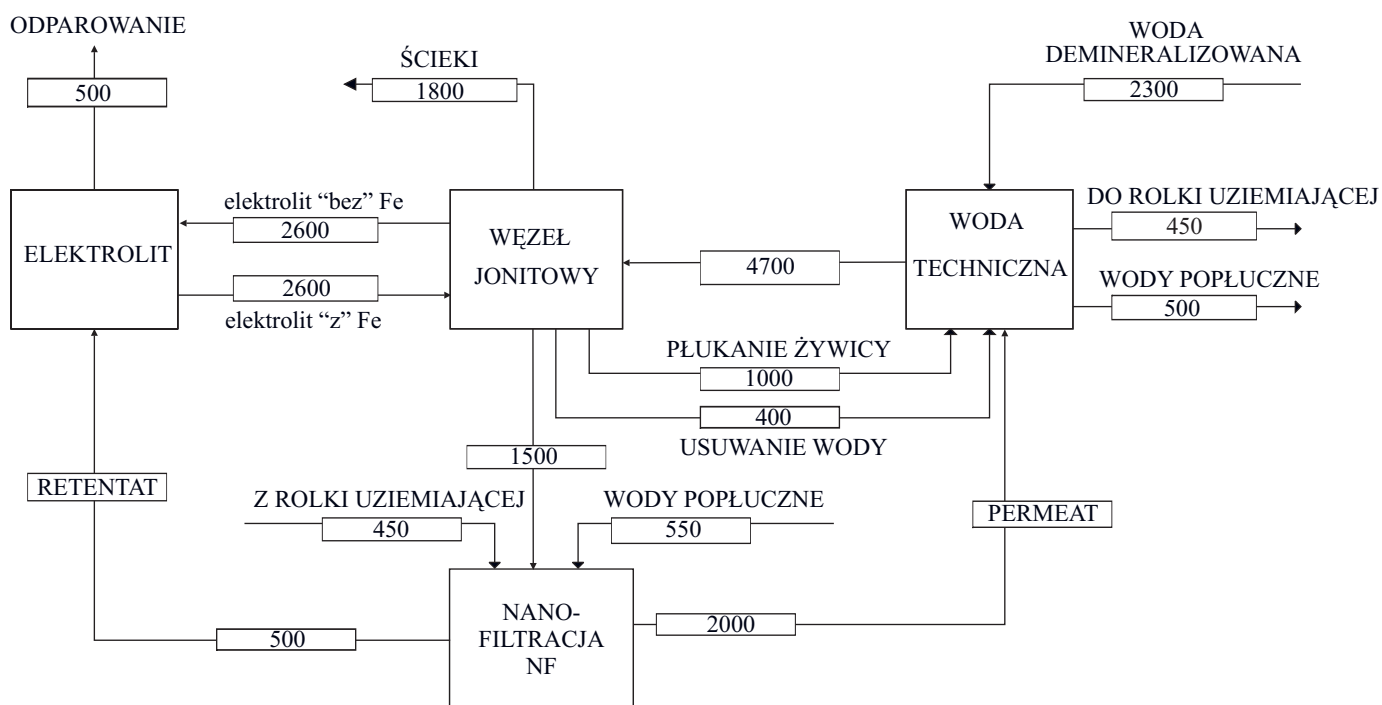 ODPAROWANIE
500
ŚCIEKI
1800
WODA
DEMINERALIZOWANA
2300
elektrolit “bez” Fe
2600
ELEKTROLIT
2600
elektrolit “z” Fe
WĘZEŁ
JONITOWY
4700
WODA
TECHNICZNA
DO ROLKI UZIEMIAJĄCEJ
450
WODY POPŁUCZNE
500
PŁUKANIE ŻYWICY
1000
400
USUWANIE WODY
1500
RETENTAT
Z ROLKI UZIEMIAJĄCEJ
450
WODY POPŁUCZNE
550
PERMEAT
NANO-
FILTRACJA
NF
500
2000